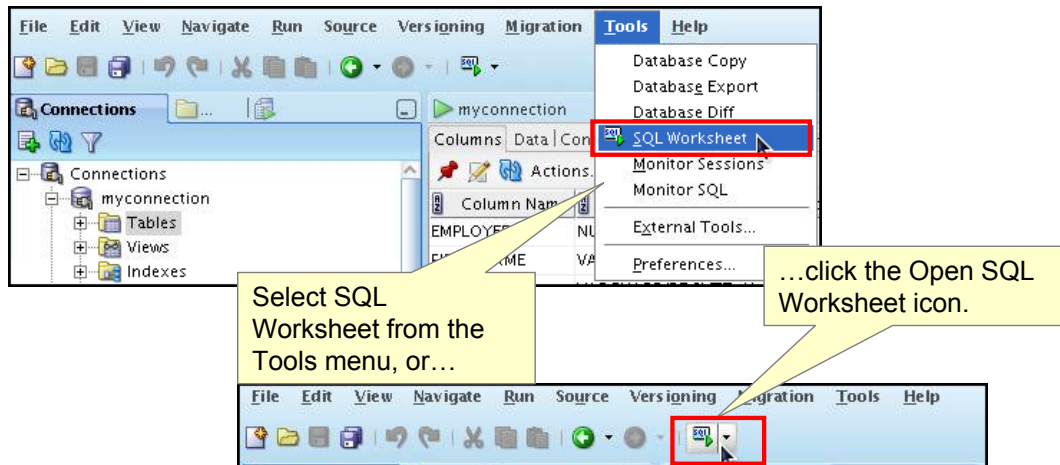 File Edit View Navigate Run Source Versioning Migration Tools Help
Database Copy
Database Export
Database Diff
SQL Worksheet
Monitor Sessions
Monitor SQL
External Tools...
Preferences...
Connections ...
myconnection
Columns Data Con
Actions.
Column Nam
Connections
myconnection
Tables
Views
Indexes
Select SQL
Worksheet from the
Tools menu, or…
…click the Open SQL
Worksheet icon.
File Edit View Navigate Run Source Versioning Tools Help